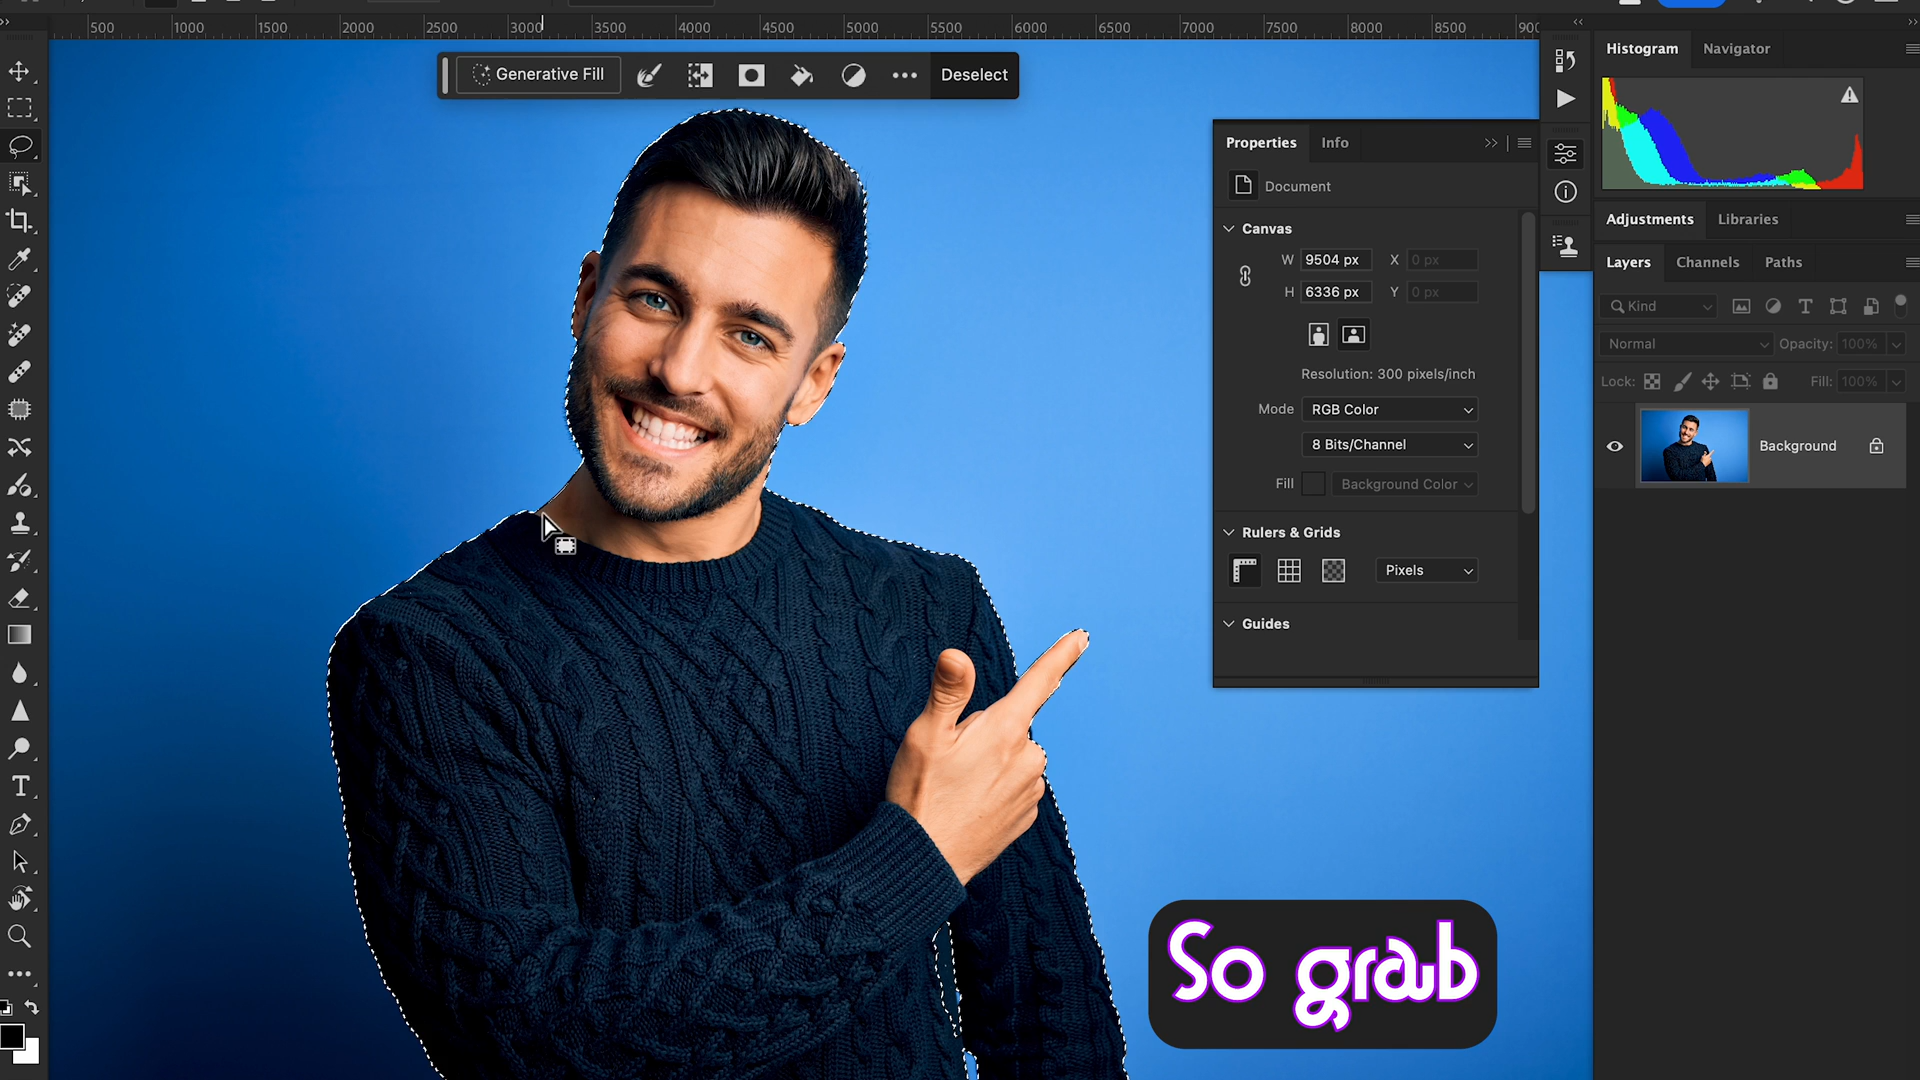 500 1000 1500 2000 2500 3000 3500 4000 4500 5000 5500 6000 6500 7000 7500 8000 8500
Generative Fill
Deselect
Histogram Navigator
Properties Info
Document
Canvas
W 9504 px X 0 px
H 6336 px Y 0 px
Resolution: 300 pixels/inch
Mode RGB Color
8 Bits/Channel
Fill Background Color
Rulers & Grids
Pixels
Guides
Adjustments Libraries
Layers Channels Paths
Kind
Normal Opacity: 100%
Lock: Fill: 100%
Background
So grab